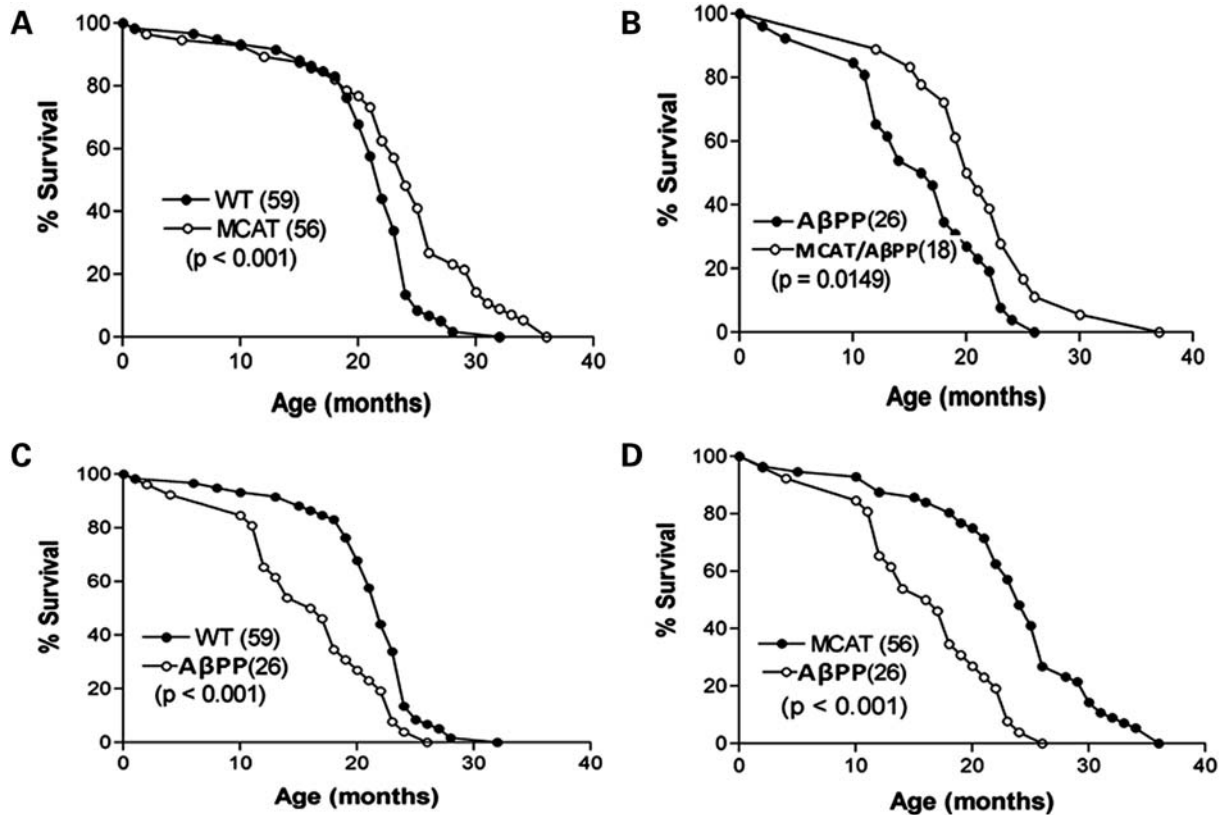 A
% Survival
100
80
60
40
20
0
WT (59)
MCAT (56)
(p < 0.001)
0 10 20 30 40
Age (months)
B
% Survival
100
80
60
40
20
0
AβPP(26)
MCAT/AβPP(18)
(p = 0.0149)
0 10 20 30 40
Age (months)
C
% Survival
100
80
60
40
20
0
WT (59)
AβPP(26)
(p < 0.001)
0 10 20 30 40
Age (months)
D
% Survival
100
80
60
40
20
0
MCAT (56)
AβPP(26)
(p < 0.001)
0 10 20 30 40
Age (months)